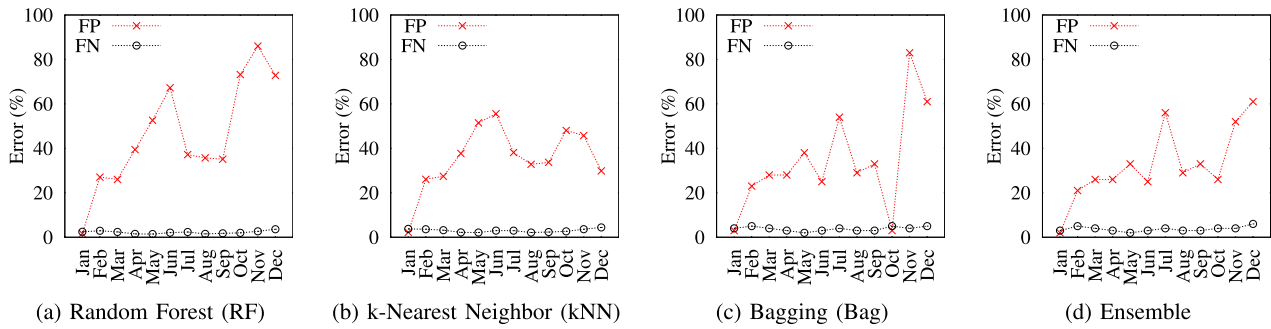 100
80
60
40
20
0
Error (%)
FP
FN
Jan
Feb
Mar
Apr
May
Jun
Jul
Aug
Sep
Oct
Nov
Dec
(a) Random Forest (RF)
100
80
60
40
20
0
Error (%)
FP
FN
Jan
Feb
Mar
Apr
May
Jun
Jul
Aug
Sep
Oct
Nov
Dec
(b) k-Nearest Neighbor (kNN)
100
80
60
40
20
0
Error (%)
FP
FN
Jan
Feb
Mar
Apr
May
Jun
Jul
Aug
Sep
Oct
Nov
Dec
(c) Bagging (Bag)
100
80
60
40
20
0
Error (%)
FP
FN
Jan
Feb
Mar
Apr
May
Jun
Jul
Aug
Sep
Oct
Nov
Dec
(d) Ensemble